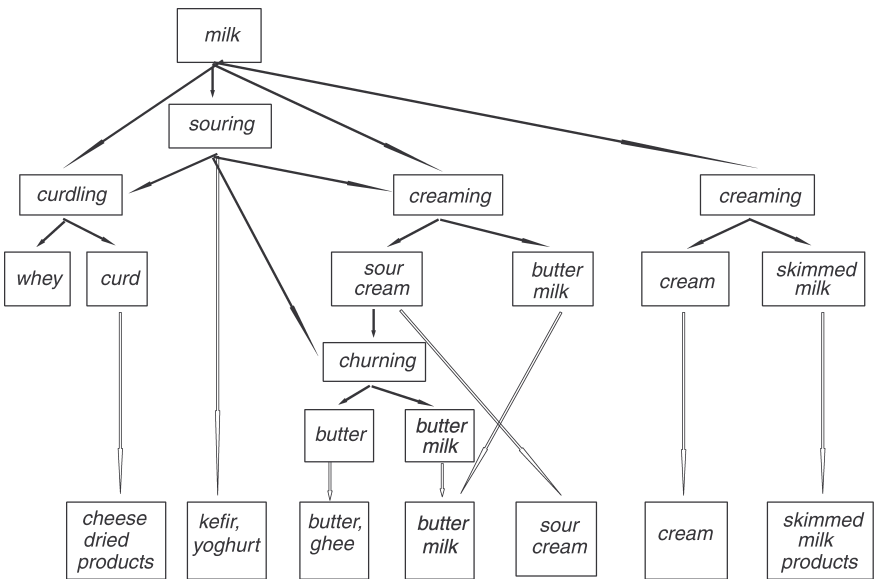 milk
souring
curdling
creaming
creaming
whey
curd
sour
cream
butter
milk
cream
skimmed
milk
churning
butter
butter
milk
cheese
dried
products
kefir,
yoghurt
butter,
ghee
butter
milk
sour
cream
cream
skimmed
milk
products